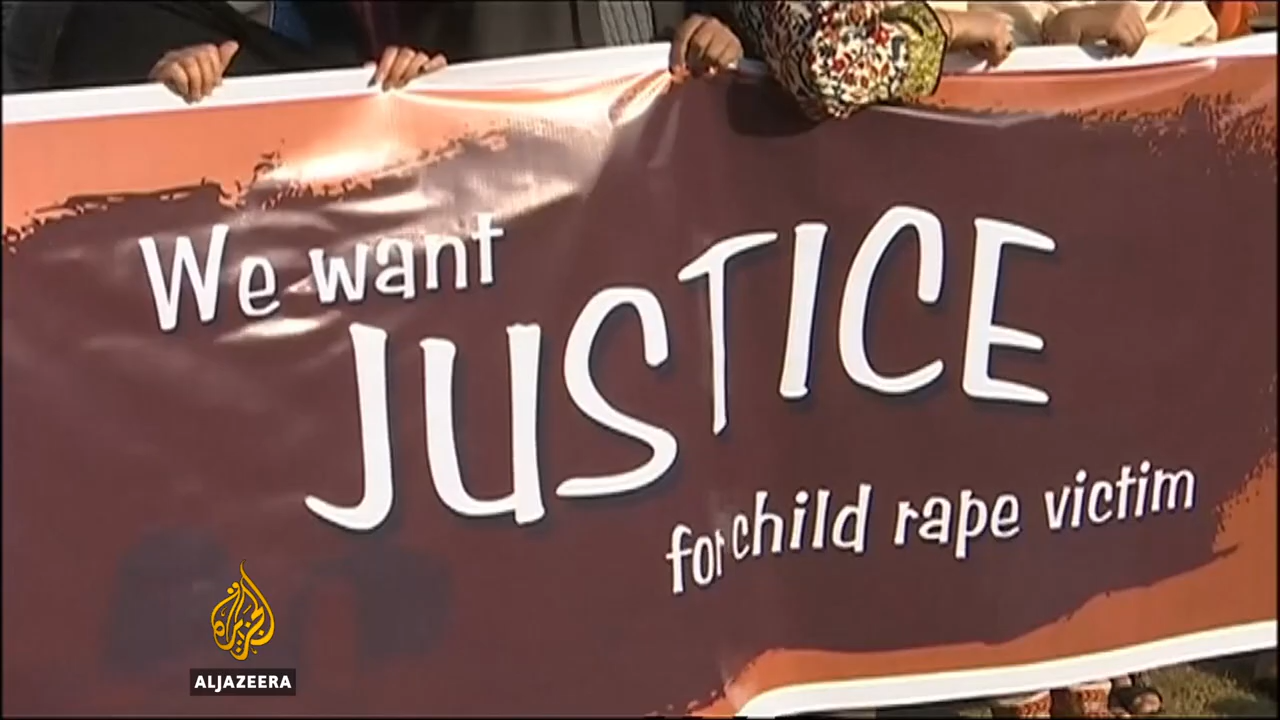 We want
JUSTICE
for child rape victim
الجزيرة
ALJAZEERA